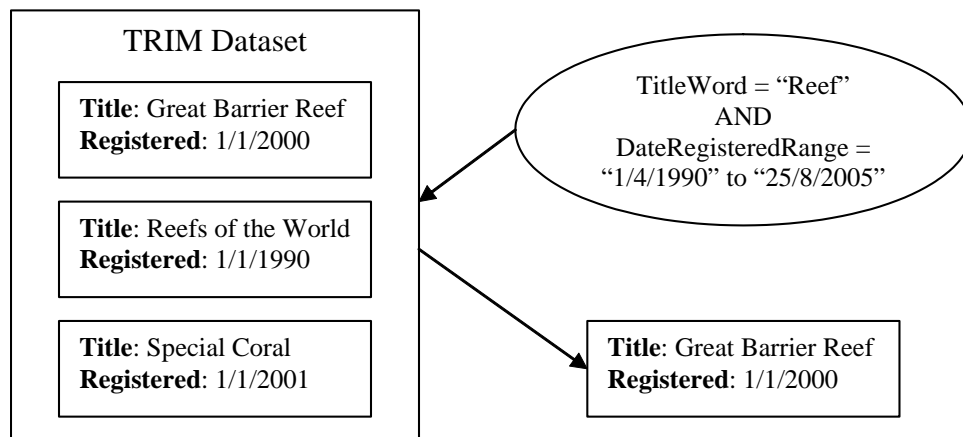 TRIM Dataset
Title: Great Barrier Reef
Registered: 1/1/2000
Title: Reefs of the World
Registered: 1/1/1990
Title: Special Coral
Registered: 1/1/2001
TitleWord = “Reef”
AND
DateRegisteredRange =
“1/4/1990” to “25/8/2005”
Title: Great Barrier Reef
Registered: 1/1/2000